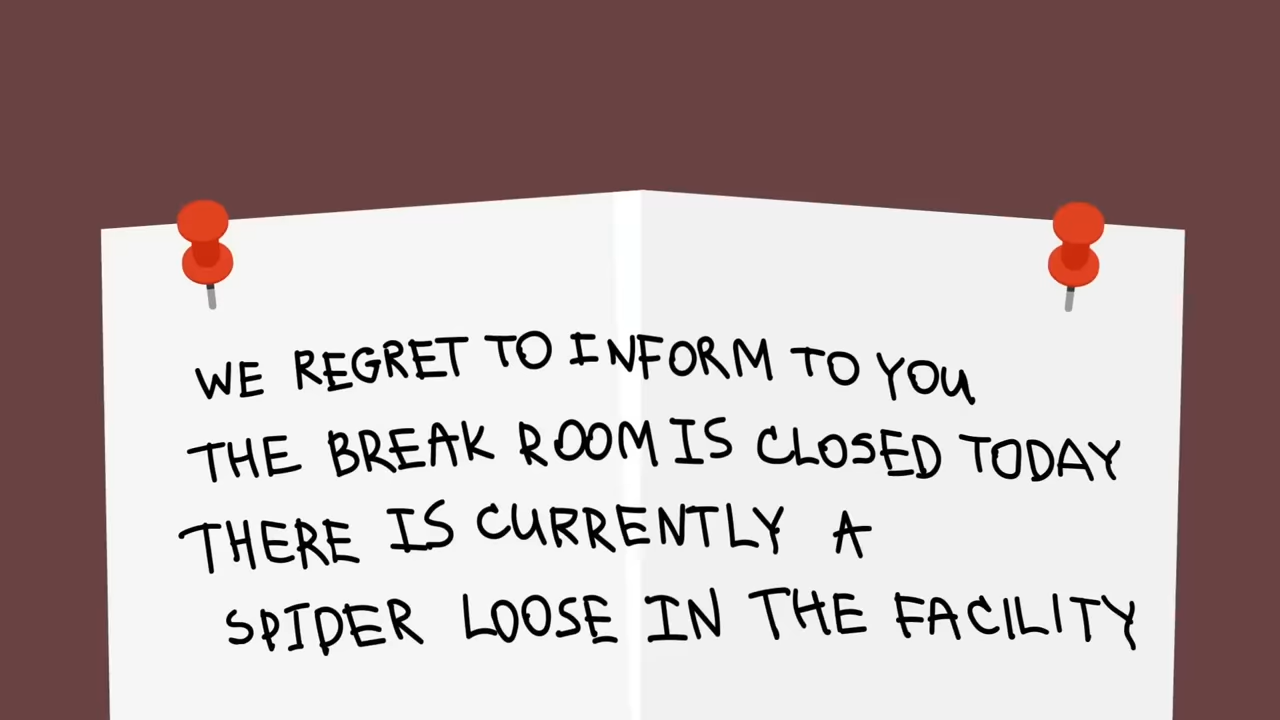 WE REGRET TO INFORM TO YOU
THE BREAK ROOM IS CLOSED TODAY
THERE IS CURRENTLY A
SPIDER LOOSE IN THE FACILITY